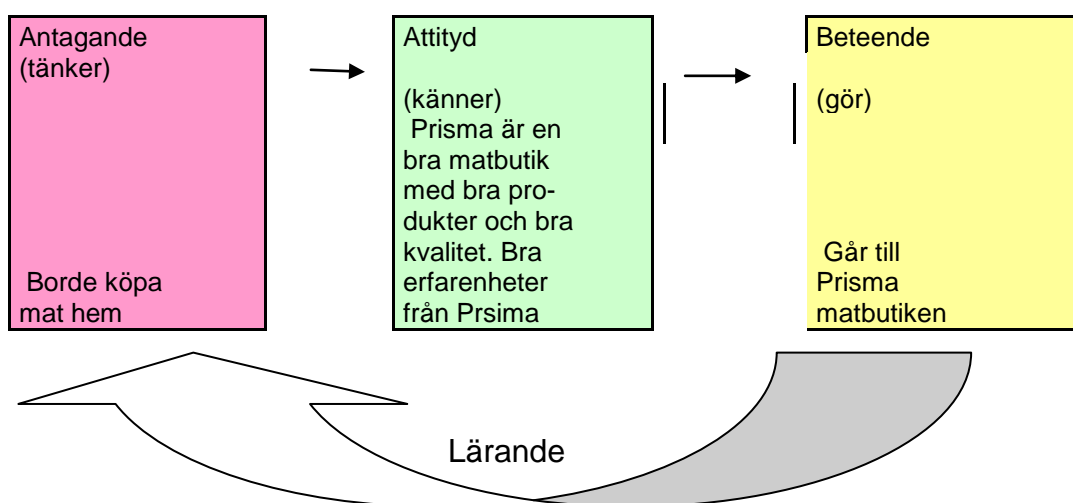 Antagande
(tänker)
Borde köpa
mat hem
Attityd
(känner)
Prisma är en
bra matbutik
med bra pro-
dukter och bra
kvalitet. Bra
erfarenheter
från Prsima
Beteende
(gör)
Går till
Prisma
matbutiken
Lärande